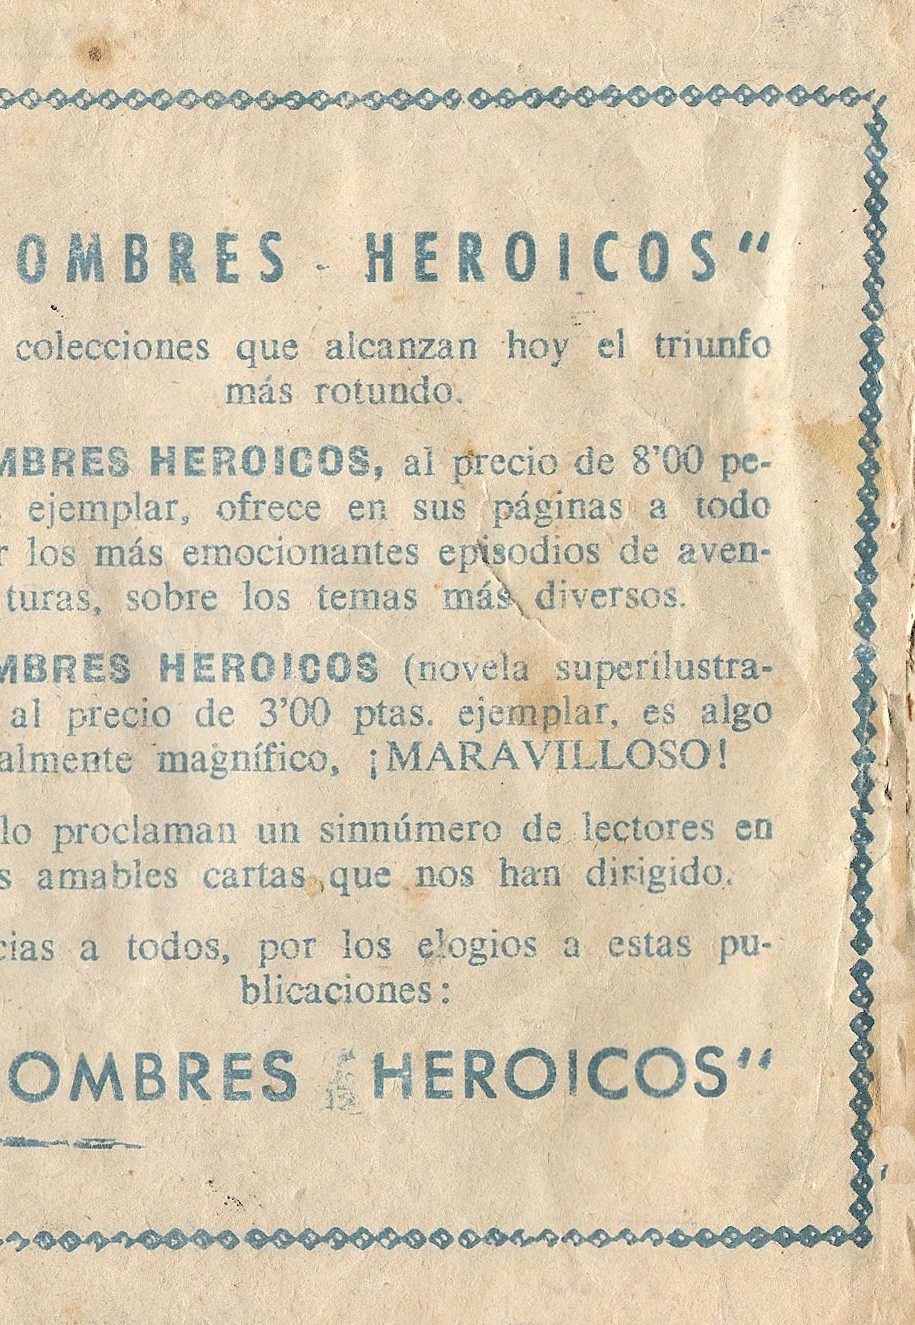 OMBRES HEROICOS"
colecciones que alcanzan hoy el triunfo
más rotundo.
MBRES HEROICOS, al precio de 8'00 pe-
s ejemplar, ofrece en sus páginas a todo
r los más emocionantes episodios de aven-
turas, sobre los temas más diversos.
MBRES HEROICOS (novela superilustra-
al precio de 3'00 ptas. ejemplar, es algo
almente magnífico, ¡MARAVILLOSO!
lo proclaman un sinnúmero de lectores en
s amables cartas que nos han dirigido.
cias a todos, por los elogios a estas pu-
blicaciones:
OMBRES HEROICOS"